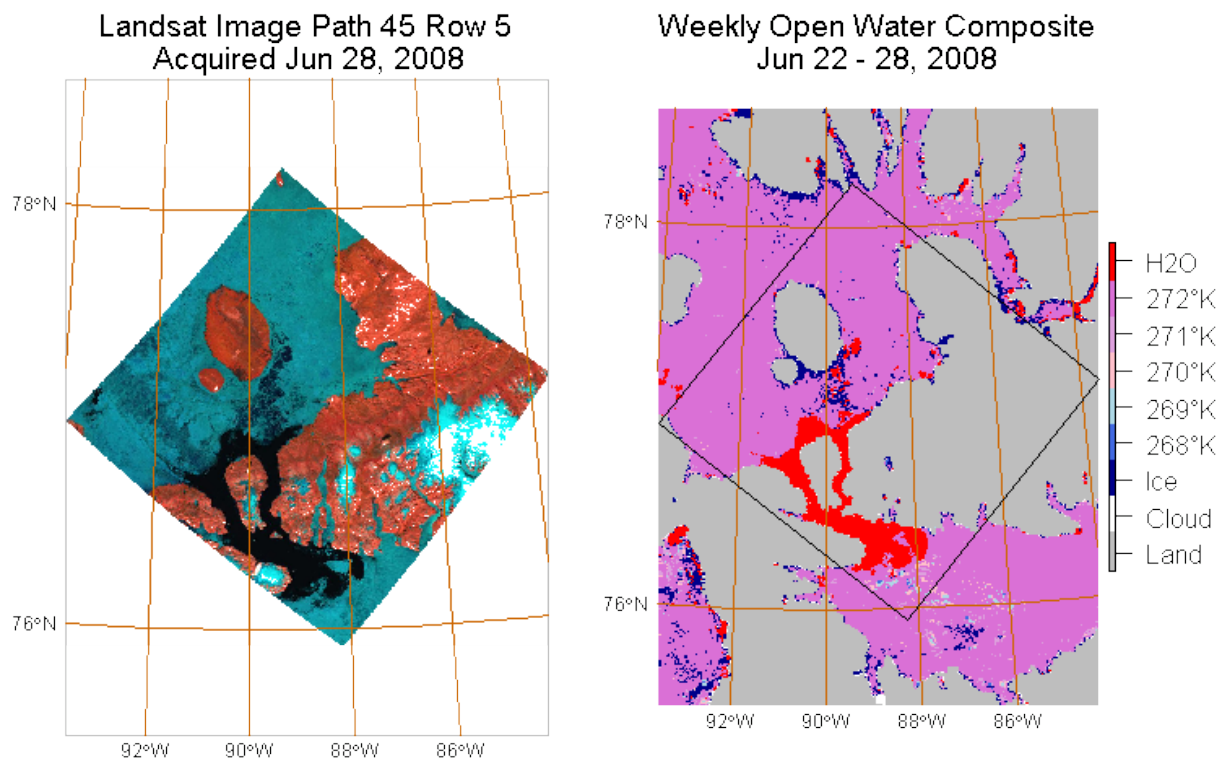 Landsat Image Path 45 Row 5
Acquired Jun 28, 2008
78°N
76°N
92°W
90°W
88°W
86°W
Weekly Open Water Composite
Jun 22 - 28, 2008
78°N
76°N
92°W
90°W
88°W
86°W
H2O
272°K
271°K
270°K
269°K
268°K
Ice
Cloud
Land